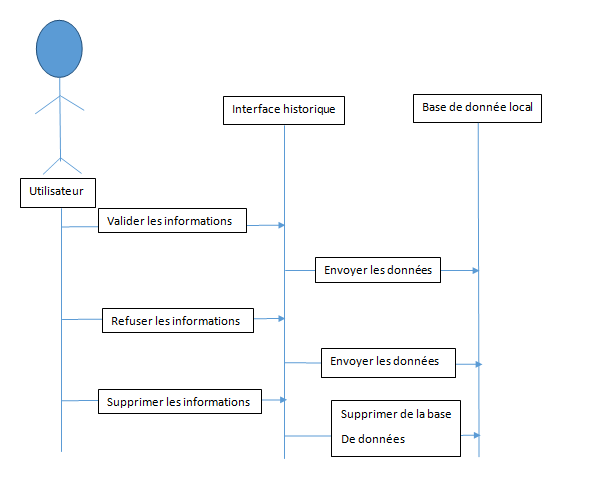 Interface historique
Base de donnée local
Utilisateur
Valider les informations
Envoyer les données
Refuser les informations
Envoyer les données
Supprimer les informations
Supprimer de la base
De données